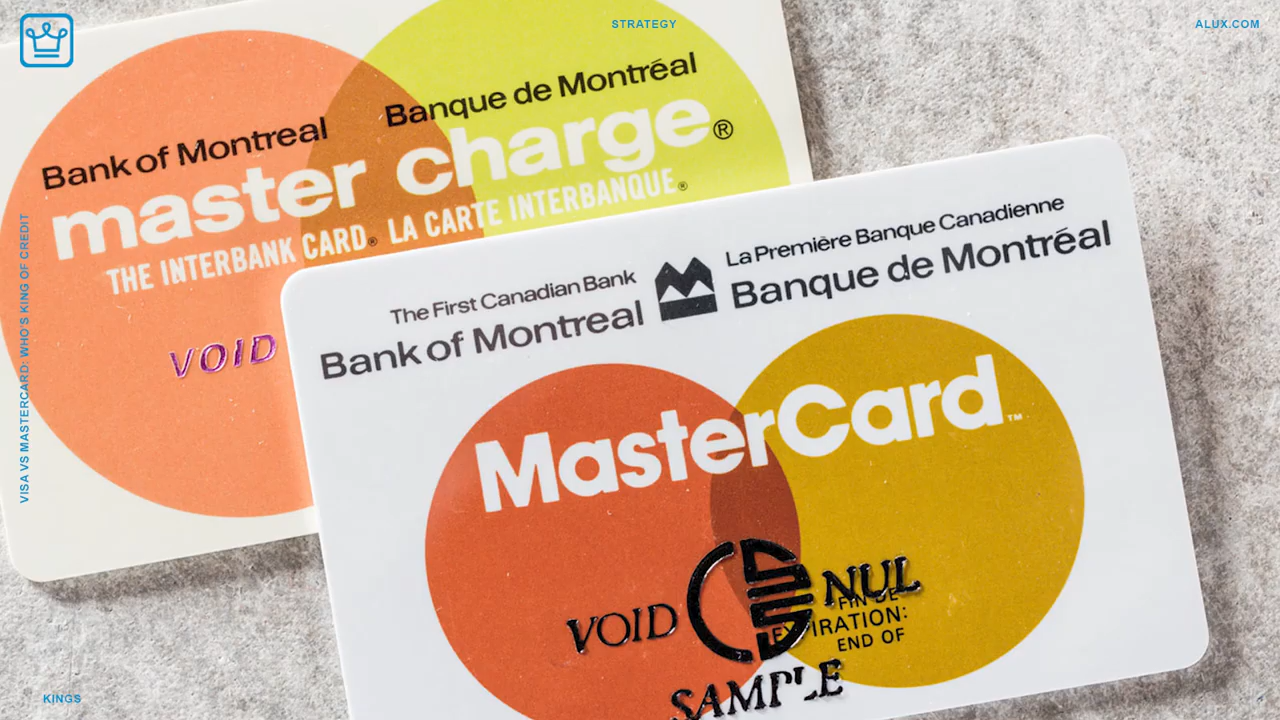 STRATEGY
ALUX.COM
VISA VS MASTERCARD: WHO'S KING OF CREDIT
KINGS
Bank of Montreal
Banque de Montréal
master charge®
THE INTERBANK CARD® LA CARTE INTERBANQUE®
VOID
The First Canadian Bank
Bank of Montreal
La Première Banque Canadienne
Banque de Montréal
MasterCard™
VOID
NUL
FIN DE
EXPIRATION:
END OF
SAMPLE